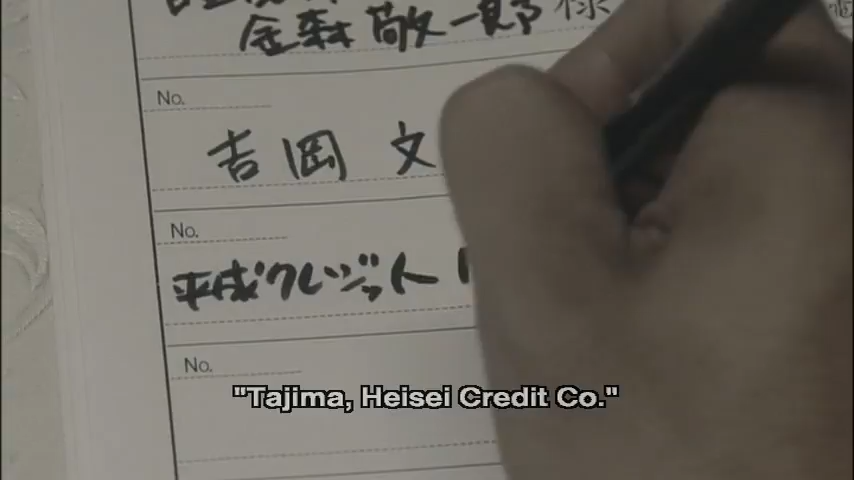 金森敬一郎 様
No.
吉岡 文
No.
平成クレジット
No.
"Tajima, Heisei Credit Co."